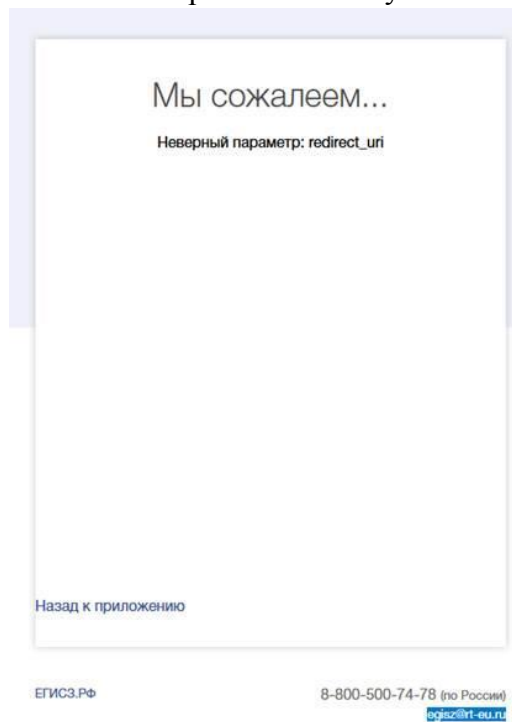 Мы сожалеем...
Неверный параметр: redirect_uri
Назад к приложению
ЕГИСЗ.РФ
8-800-500-74-78 (по России)
egisz@rt-eu.ru